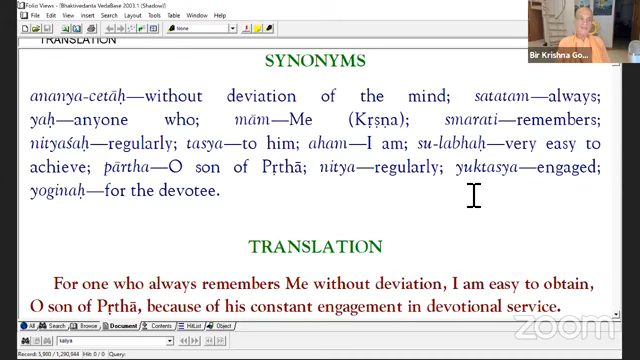 Folio Views - [Bhaktivedanta VedaBase 2003.1 (Shadow)]
File Edit View Search Layout Tools Window Help
None
TRANSLATION
Bir Krishna Go...
SYNONYMS
ananya-cetāḥ—without deviation of the mind; satatam—always;
yaḥ—anyone who; mām—Me (Kṛṣṇa); smarati—remembers;
nityaśaḥ—regularly; tasya—to him; aham—I am; su-labhaḥ—very easy to
achieve; pārtha—O son of Pṛthā; nitya—regularly; yuktasya—engaged;
yoginaḥ—for the devotee.
TRANSLATION
For one who always remembers Me without deviation, I am easy to obtain,
O son of Pṛthā, because of his constant engagement in devotional service.
All Search Browse Document Contents HitList Object
kaliya
Record: 5,900 / 1,290,944 Hit: 0 / 0 Query:
zoom